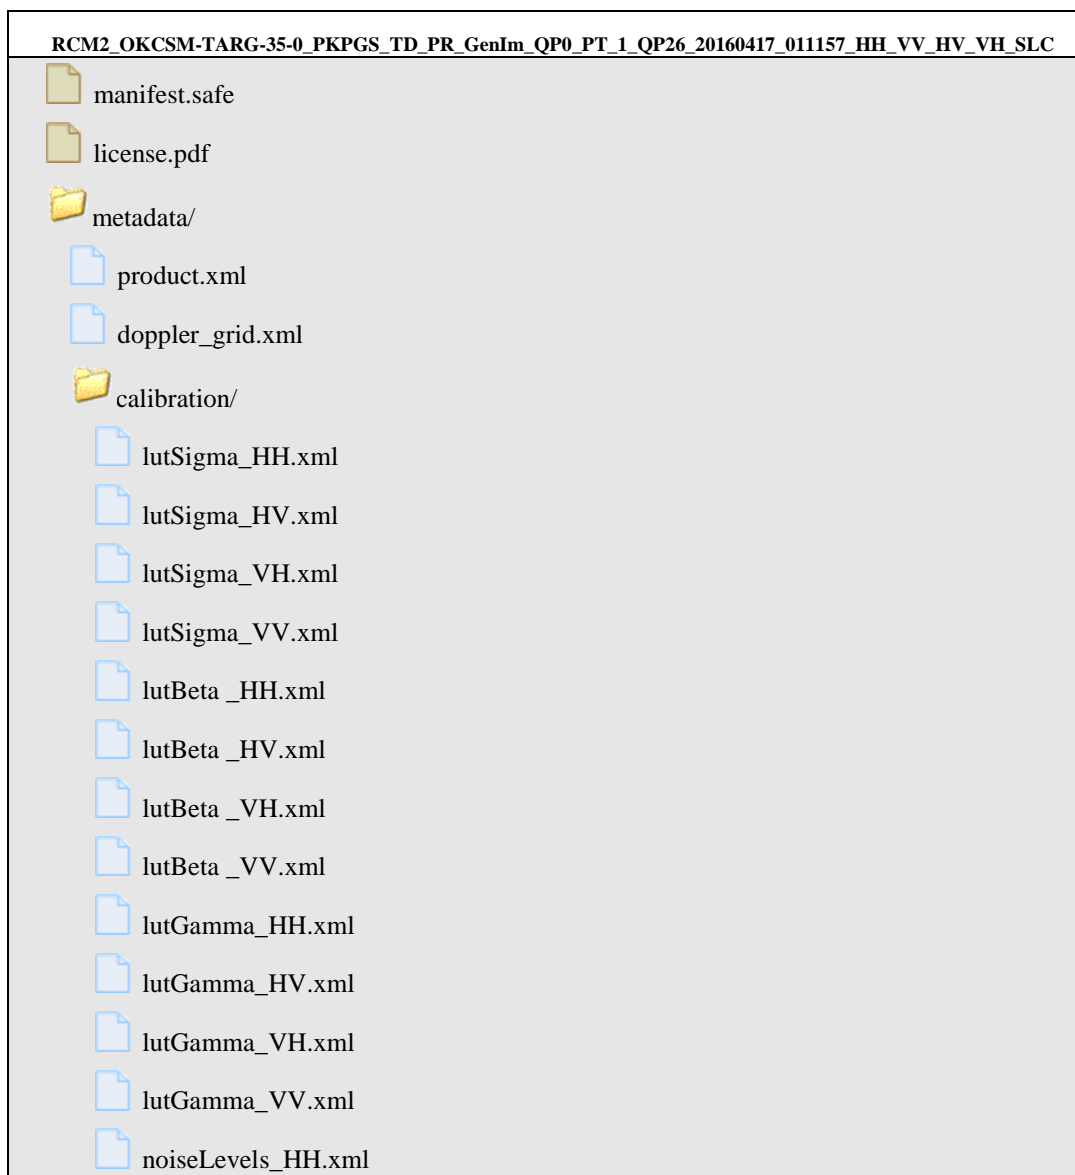 RCM2_OKCSM-TARG-35-0_PKPGS_TD_PR_GenIm_QP0_PT_1_QP26_20160417_011157_HH_VV_HV_VH_SLC
manifest.safe
license.pdf
metadada/
product.xml
doppler_grid.xml
calibration/
lutSigma_HH.xml
lutSigma_HV.xml
lutSigma_VH.xml
lutSigma_VV.xml
lutBeta _HH.xml
lutBeta _HV.xml
lutBeta _VH.xml
lutBeta _VV.xml
lutGamma_HH.xml
lutGamma_HV.xml
lutGamma_VH.xml
lutGamma_VV.xml
noiseLevels_HH.xml